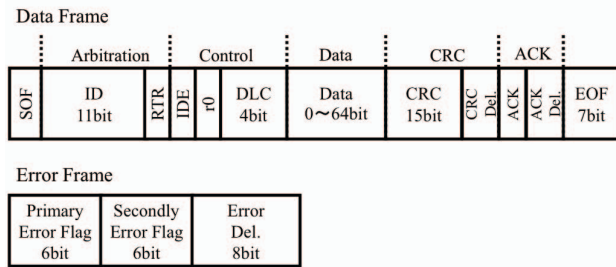 Data Frame
Arbitration Control Data CRC ACK
SOF ID 11bit RTR IDE r0 DLC 4bit Data 0～64bit CRC 15bit CRC Del. ACK ACK Del. EOF 7bit
Error Frame
Primary Error Flag 6bit
Secondly Error Flag 6bit
Error Del. 8bit